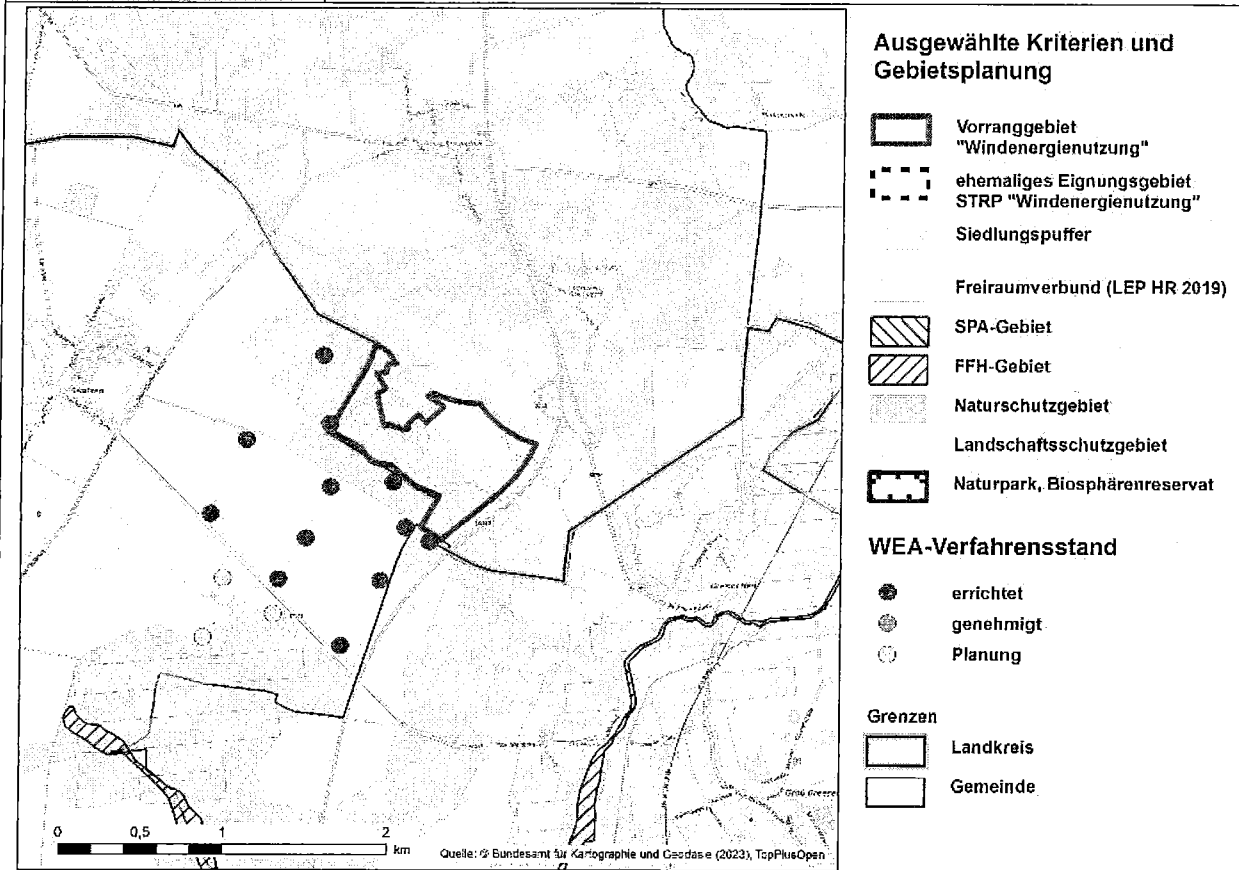 Ausgewählte Kriterien und
Gebietsplanung
Vorranggebiet
"Windenergienutzung"
ehemaliges Eignungsgebiet
STRP "Windenergienutzung"
Siedlungspuffer
Freiraumverbund (LEP HR 2019)
SPA-Gebiet
FFH-Gebiet
Naturschutzgebiet
Landschaftsschutzgebiet
Naturpark, Biosphärenreservat
WEA-Verfahrensstand
errichtet
genehmigt
Planung
Grenzen
Landkreis
Gemeinde
0 0,5 1 2
km
Quelle: © Bundesamt für Kartographie und Geodäsie (2023), TopPlusOpen